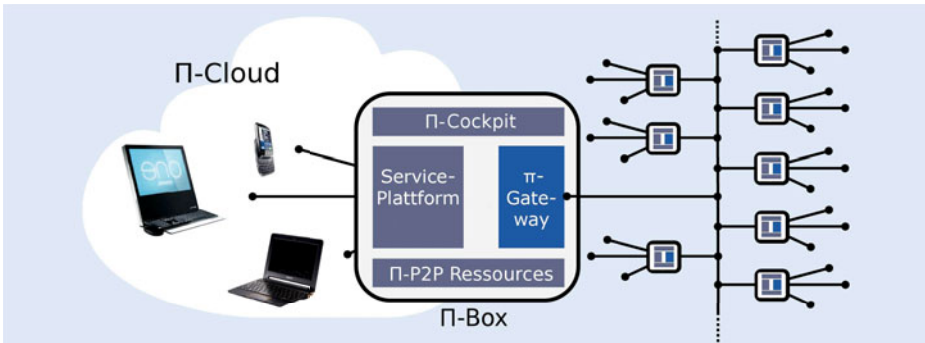 Π-Cloud
Π-Cockpit
Service-
Plattform
π-
Gate-
way
Π-P2P Ressources
Π-Box